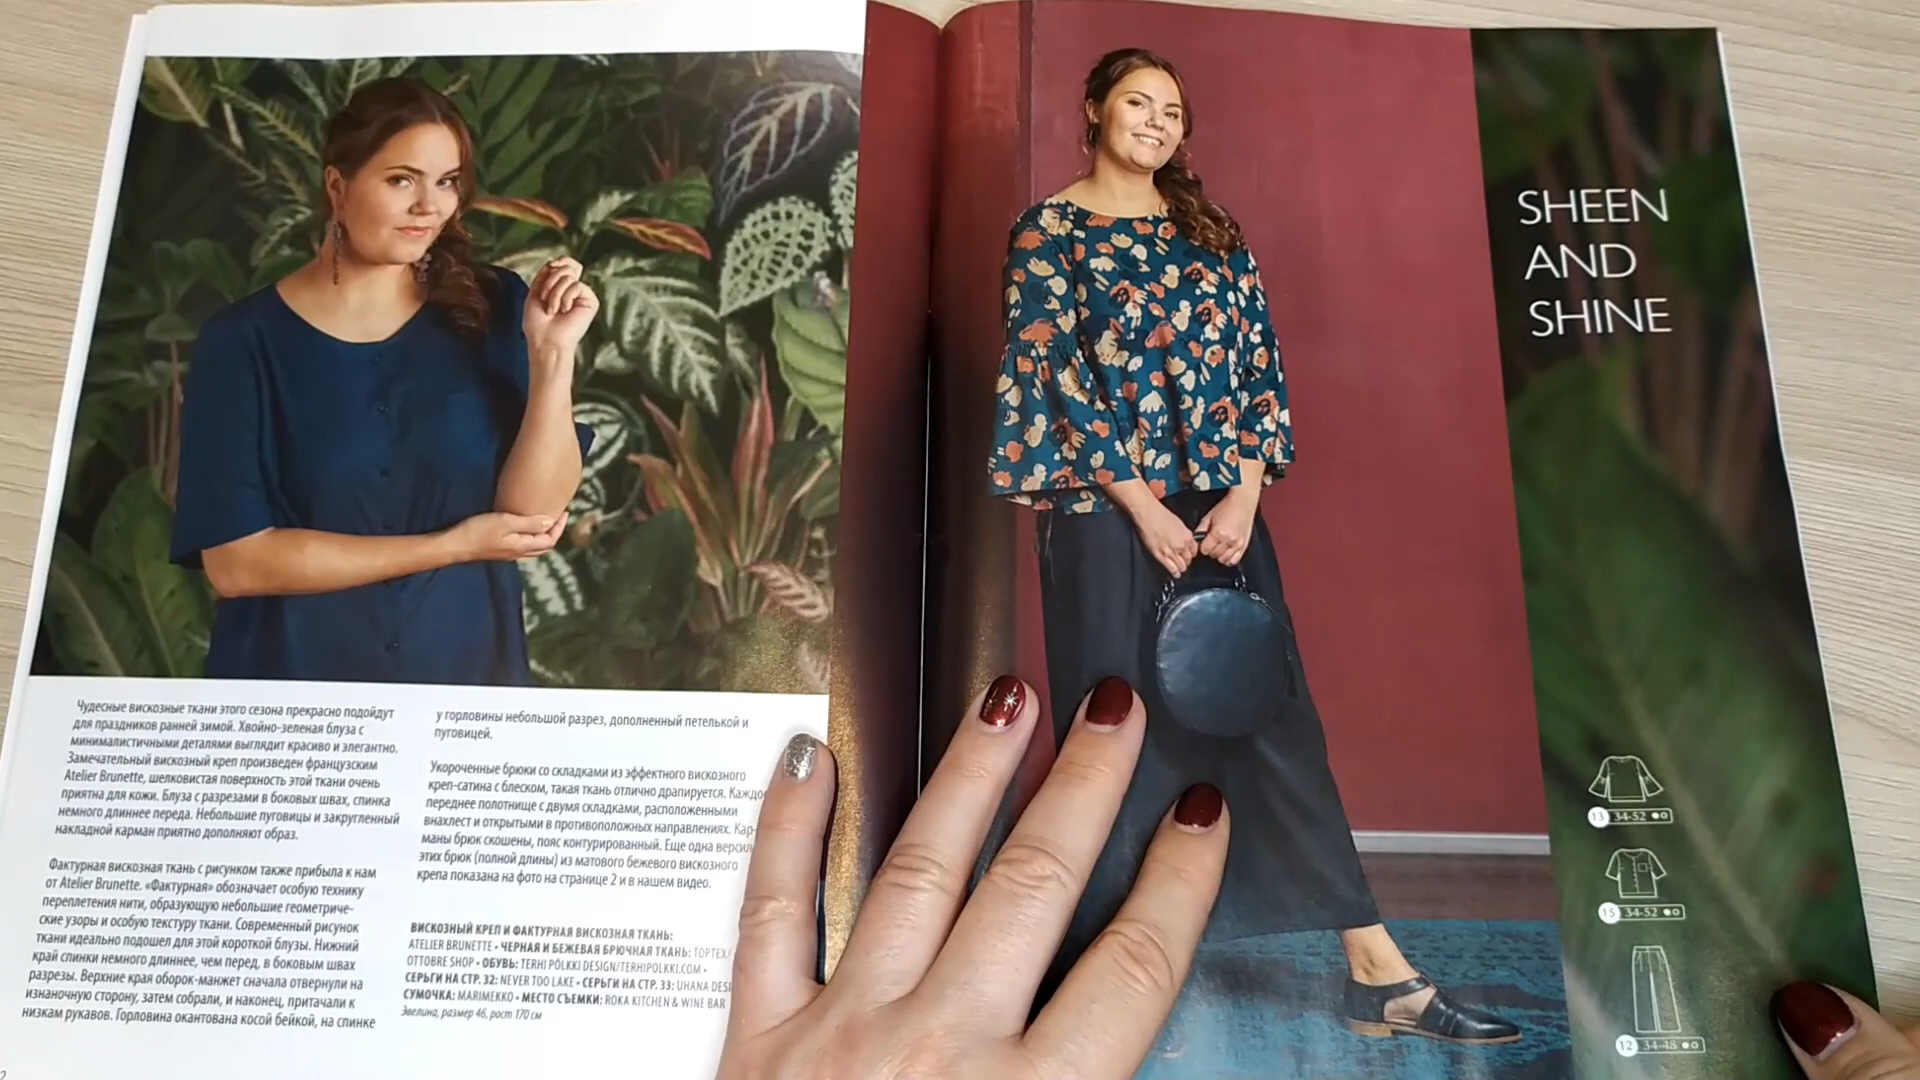 Чудесные вискозные ткани этого сезона прекрасно подойдут
для праздников ранней зимой. Хвойно-зеленая блуза с
минималистичными деталями выглядит красиво и элегантно.
Замечательный вискозный креп произведен французским
Atelier Brunette, шелковистая поверхность этой ткани очень
приятна для кожи. Блуза с разрезами в боковых швах, спинка
немного длиннее переда. Небольшие пуговицы и закругленный
накладной карман приятно дополняют образ.
Фактурная вискозная ткань с рисунком также прибыла к нам
от Atelier Brunette. «Фактурная» обозначает особую технику
переплетения нити, образующую небольшие геометриче-
ские узоры и особую текстуру ткани. Современный рисунок
ткани идеально подошел для этой короткой блузы. Нижний
край спинки немного длиннее, чем перед, в боковым швах
разрезы. Верхние края оборок-манжет сначала отвернули на
изнаночную сторону, затем собрали, и наконец, притачали к
низкам рукавов. Горловина окантована косой бейкой, на спинке
у горловины небольшой разрез, дополненный петелькой и
пуговицей.
Укороченные брюки со складками из эффектного вискозного
креп-сатина с блеском, такая ткань отлично драпируется. Каждое
переднее полотнище с двумя складками, расположенными
внахлест и открытыми в противоположных направлениях. Кар-
маны брюк скошены, пояс контурированный. Еще одна версия
этих брюк (полной длины) из матового бежевого вискозного
крепа показана на фото на странице 2 и в нашем видео.
ВИСКОЗНЫЙ КРЕП И ФАКТУРНАЯ ВИСКОЗНАЯ ТКАНЬ:
ATELIER BRUNETTE • ЧЕРНАЯ И БЕЖЕВАЯ БРЮЧНАЯ ТКАНЬ: TOPTEX/
OTTOBRE SHOP • ОБУВЬ: TERHI PÖLKKI DESIGN/TERHIPOLKKI.COM •
СЕРЬГИ НА СТР. 32: NEVER TOO LAKE • СЕРЬГИ НА СТР. 33: UHANA
СУМОЧКА: MARIMEKKO • МЕСТО СЪЕМКИ: ROKA KITCHEN & WINE BAR
Эвелина, размер 46, рост 170 см
2
SHEEN
AND
SHINE
13 34-52
15 34-52
12 34-48